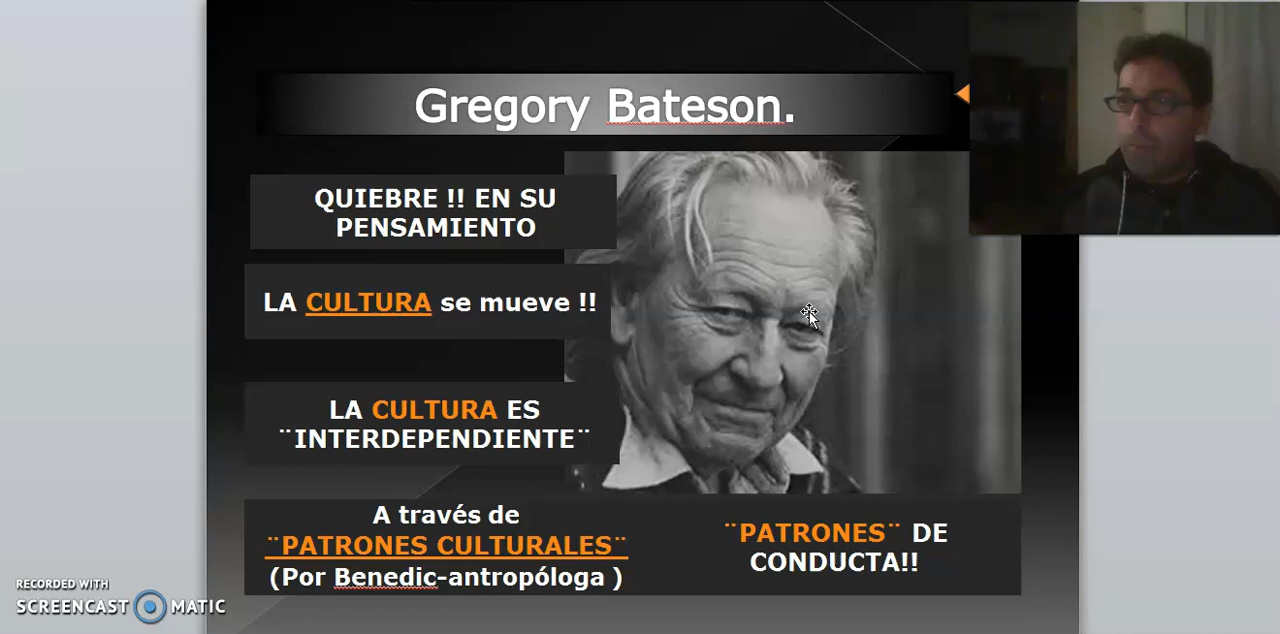 Gregory Bateson.
QUIEBRE !! EN SU
PENSAMIENTO
LA CULTURA se mueve !!
LA CULTURA ES
¨INTERDEPENDIENTE¨
A través de
¨PATRONES CULTURALES¨
(Por Benedic-antropóloga )
¨PATRONES¨ DE
CONDUCTA!!
RECORDED WITH
SCREENCAST MATIC